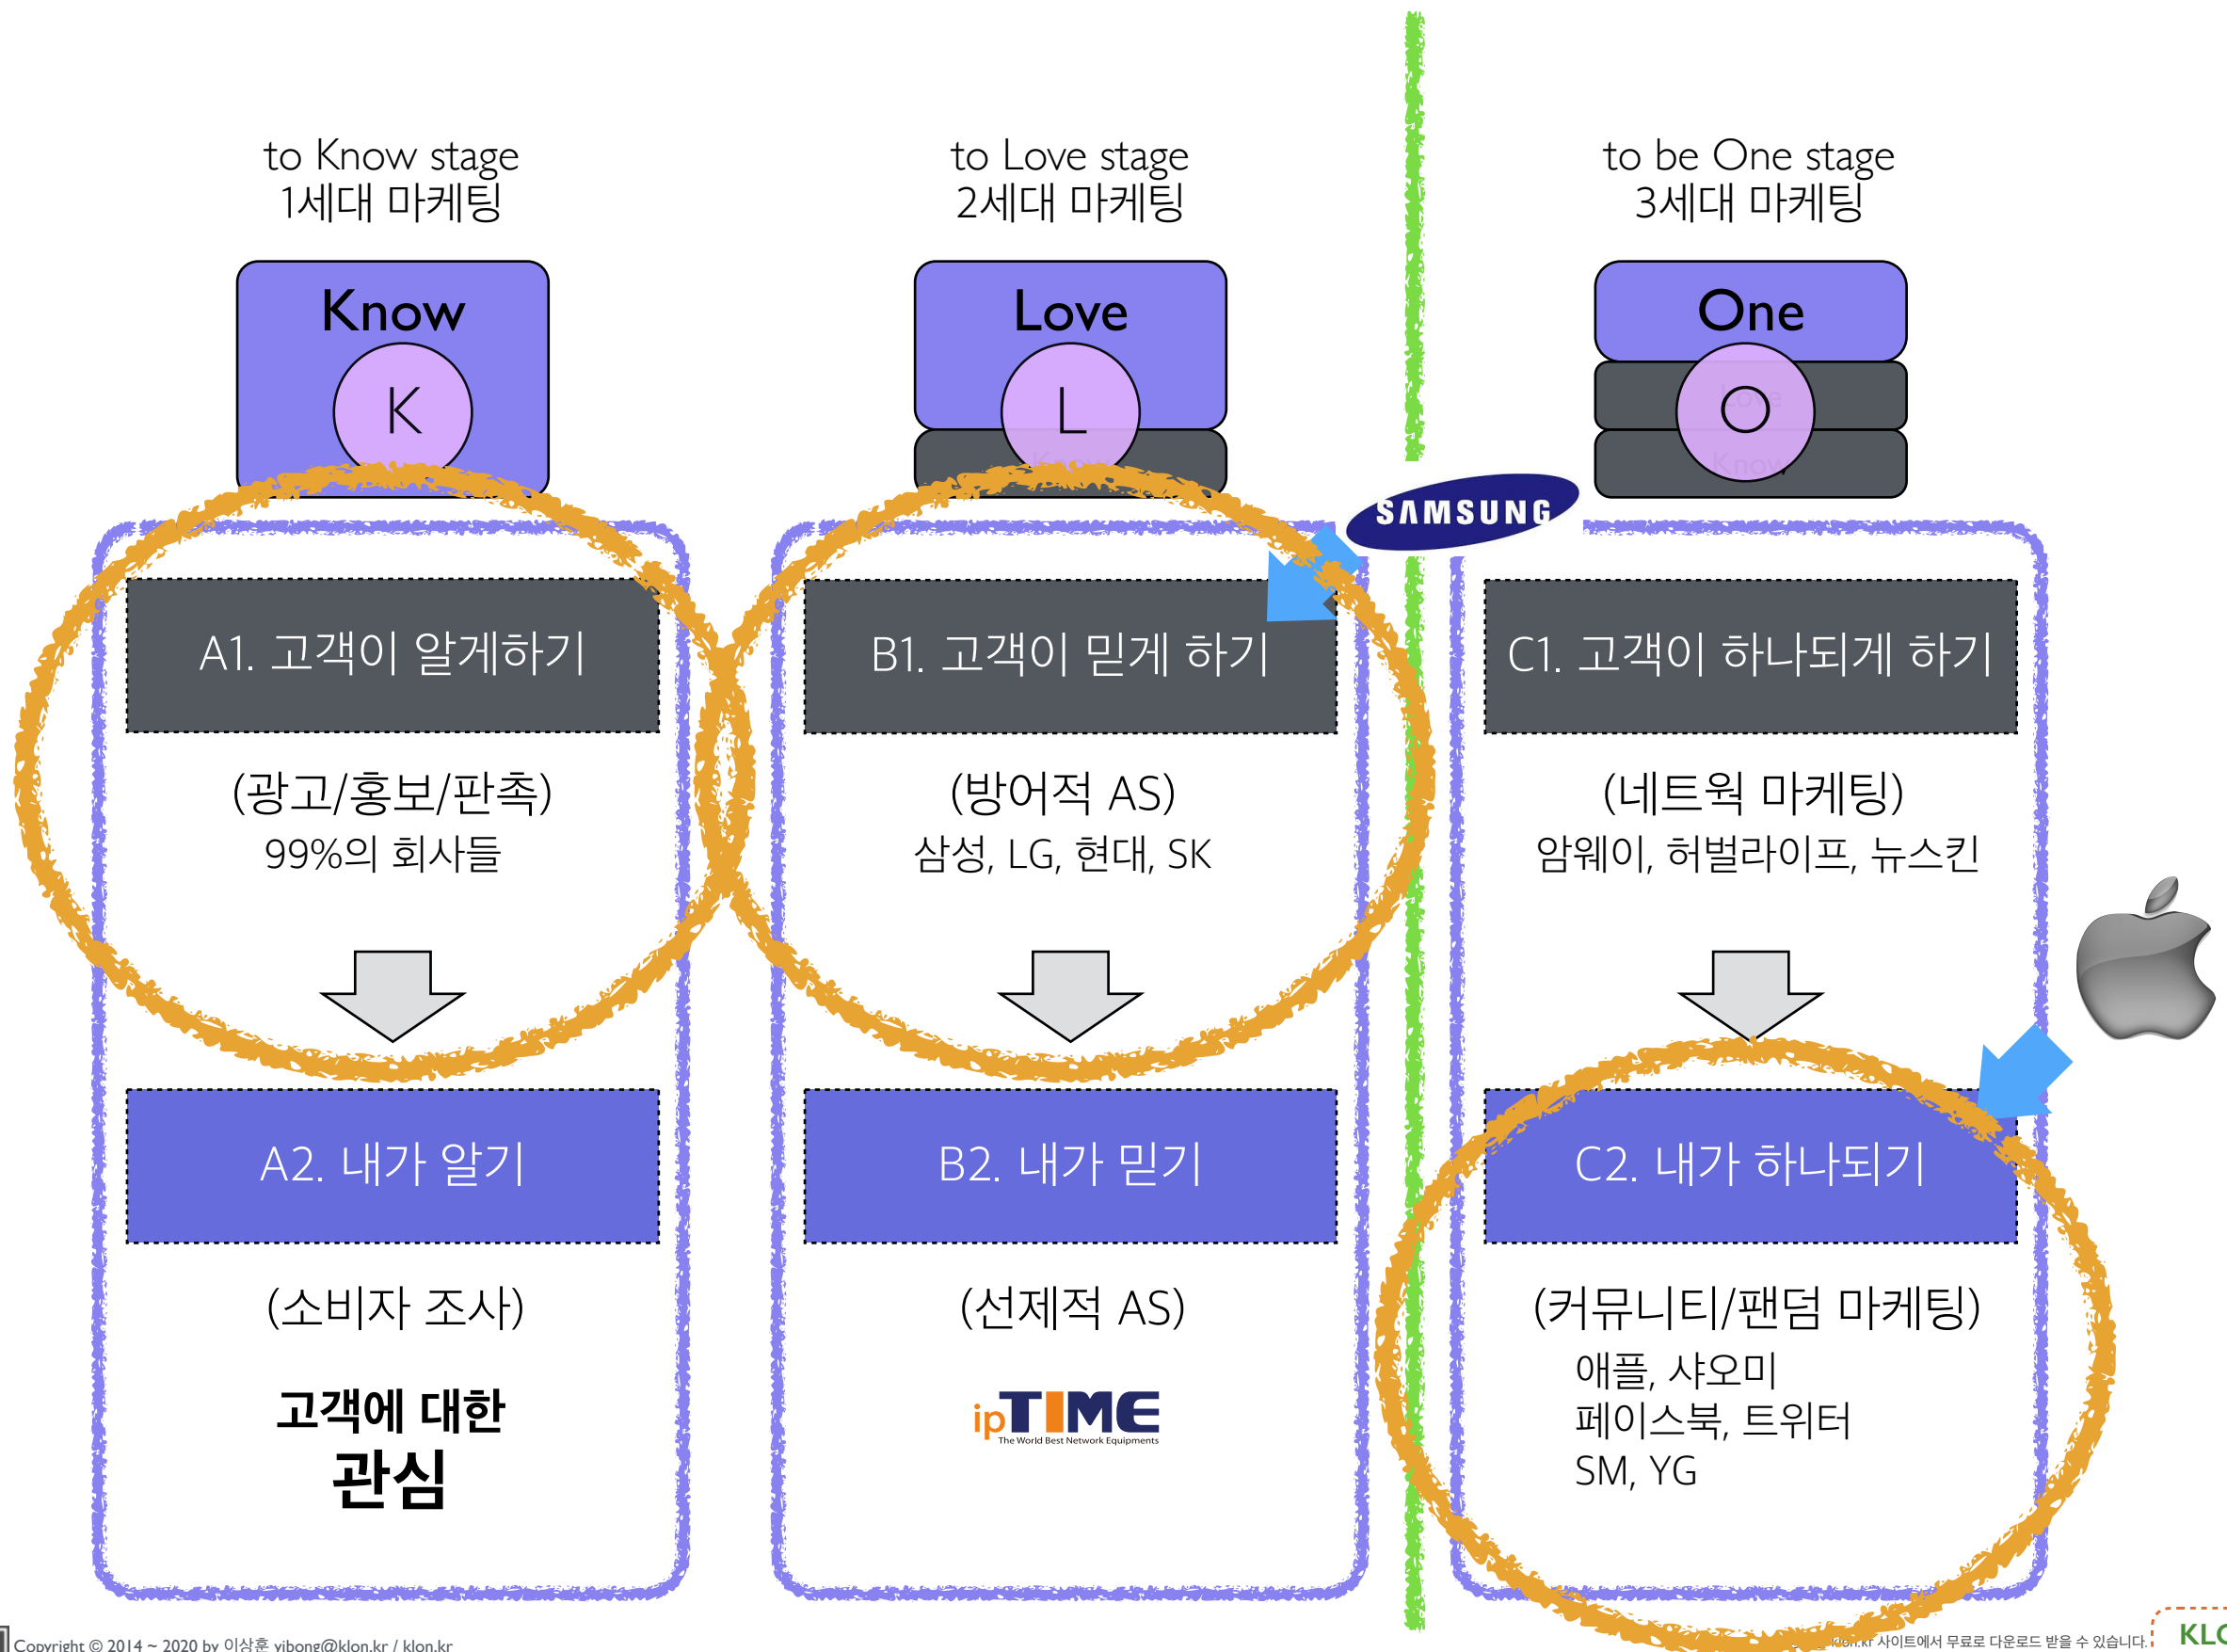 to Know stage
1세대 마케팅
Know
K
A1. 고객이 알게하기
(광고/홍보/판촉)
99%의 회사들
A2. 내가 알기
(소비자 조사)
고객에 대한
관심
to Love stage
2세대 마케팅
Love
L
Know
B1. 고객이 믿게 하기
(방어적 AS)
삼성, LG, 현대, SK
B2. 내가 믿기
(선제적 AS)
ipTIME
The World Best Network Equipments
SAMSUNG
to be One stage
3세대 마케팅
One
Love
O
Know
C1. 고객이 하나되게 하기
(네트웍 마케팅)
암웨이, 허벌라이프, 뉴스킨
C2. 내가 하나되기
(커뮤니티/팬덤 마케팅)
애플, 샤오미
페이스북, 트위터
SM, YG
Copyright © 2014 ~ 2020 by 이상훈 yibong@klon.kr / klon.kr
klon.kr 사이트에서 무료로 다운로드 받을 수 있습니다.